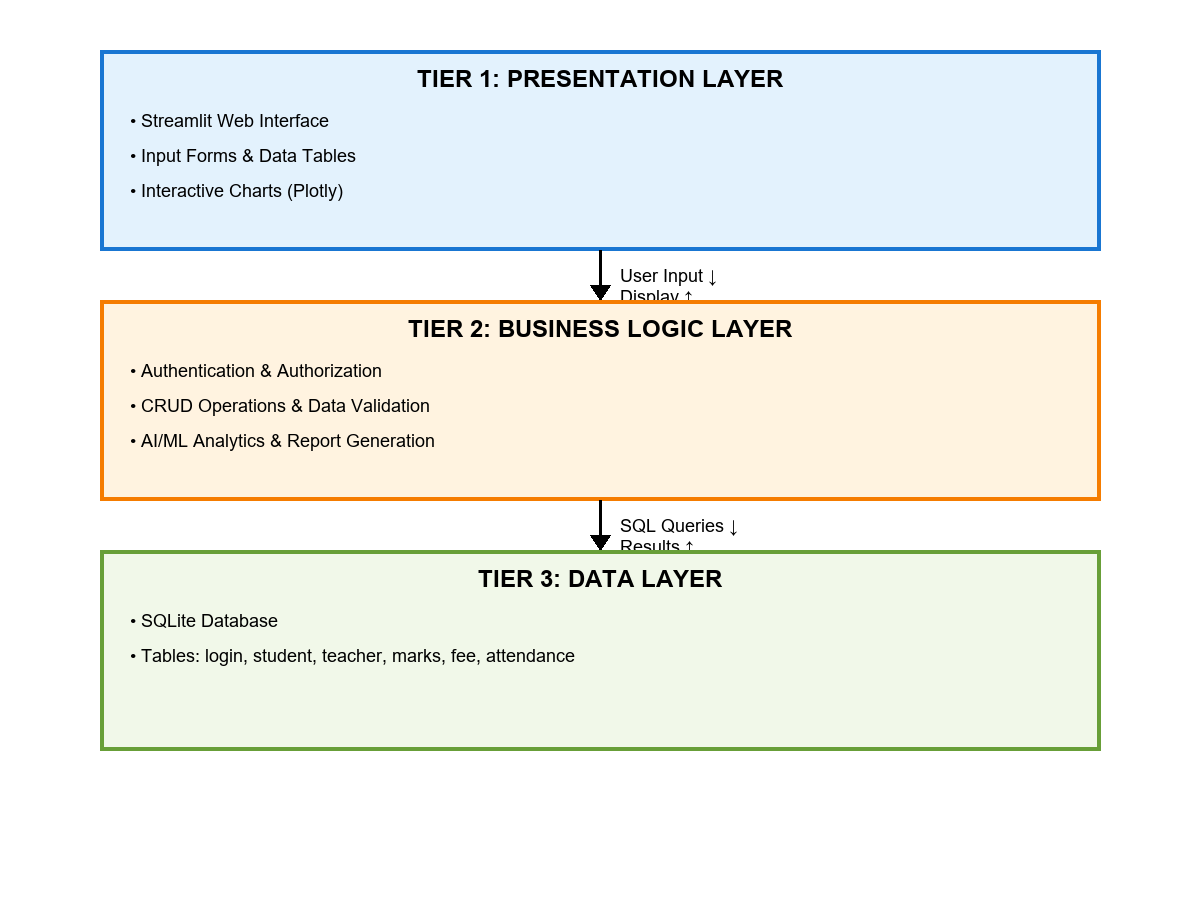 TIER 1: PRESENTATION LAYER
• Streamlit Web Interface
• Input Forms & Data Tables
• Interactive Charts (Plotly)
User Input ↓
Display ↑
TIER 2: BUSINESS LOGIC LAYER
• Authentication & Authorization
• CRUD Operations & Data Validation
• AI/ML Analytics & Report Generation
SQL Queries ↓
Results ↑
TIER 3: DATA LAYER
• SQLite Database
• Tables: login, student, teacher, marks, fee, attendance